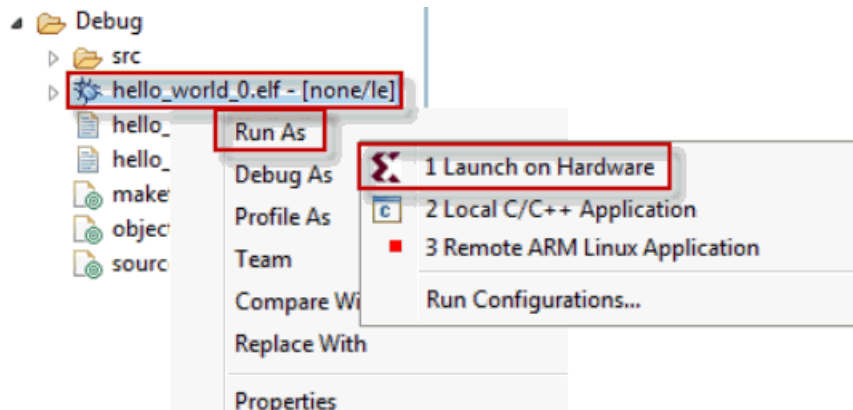 Debug
src
hello_world_0.elf - [none/le]
hello_
hello_
make
objec
sourc
Run As
Debug As
Profile As
Team
Compare Wi
Replace With
Properties
1 Launch on Hardware
2 Local C/C++ Application
3 Remote ARM Linux Application
Run Configurations...